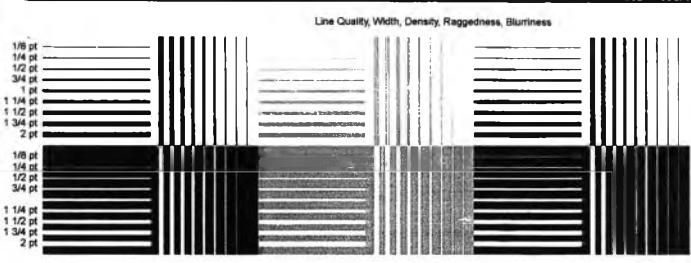 Line Quality, Width, Density, Raggedness, Blurriness
1/8 pt
1/4 pt
1/2 pt
3/4 pt
1 pt
1 1/4 pt
1 1/2 pt
1 3/4 pt
2 pt
1/8 pt
1/4 pt
1/2 pt
3/4 pt
1 1/4 pt
1 1/2 pt
1 3/4 pt
2 pt